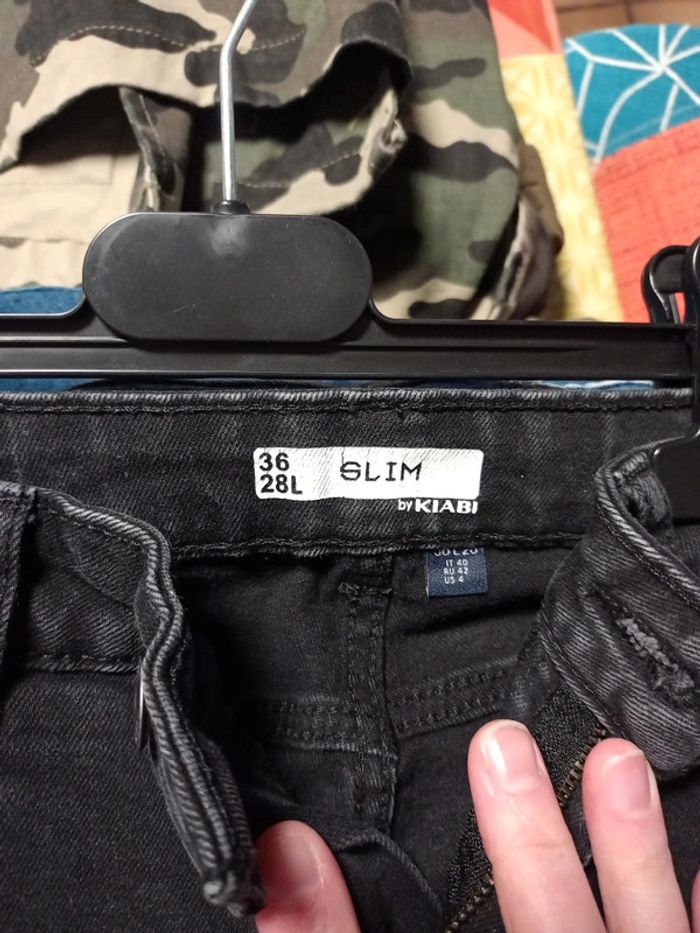 36 SLIM
28L
by KIABI
IT 40
RU 42
US 4